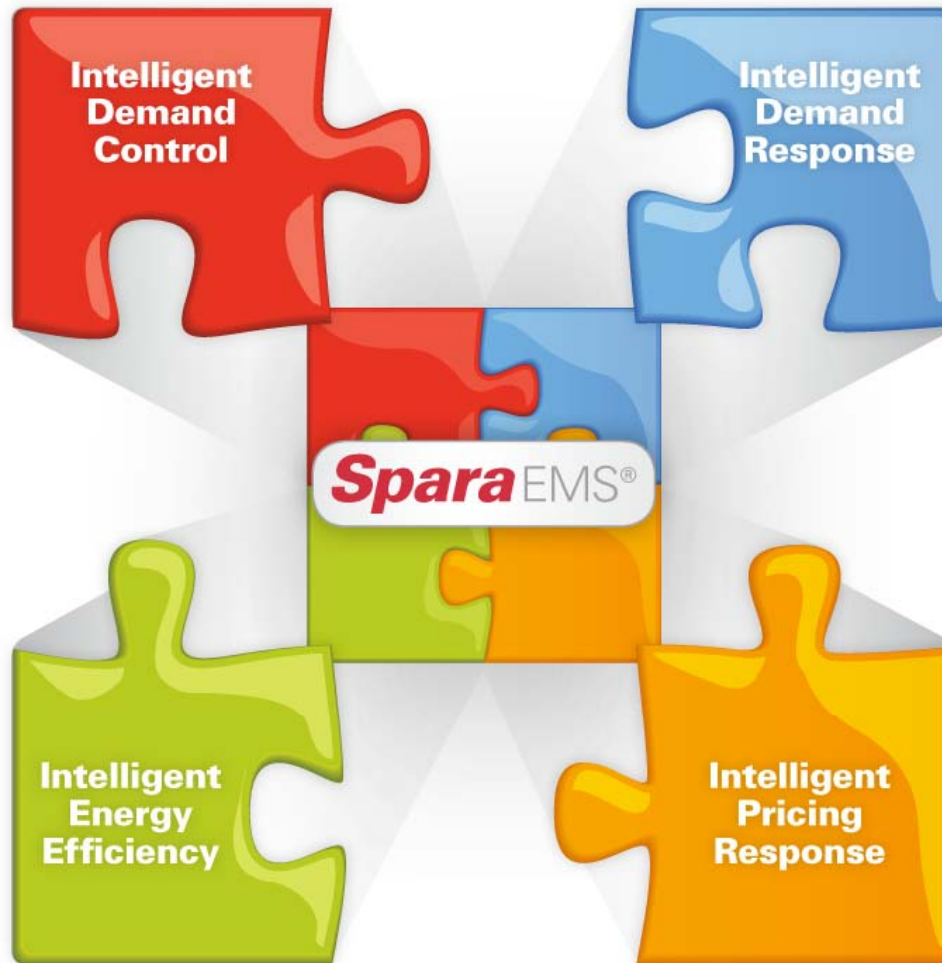 Intelligent
Demand
Control
Intelligent
Demand
Response
Spara EMS®
Intelligent
Energy
Efficiency
Intelligent
Pricing
Response